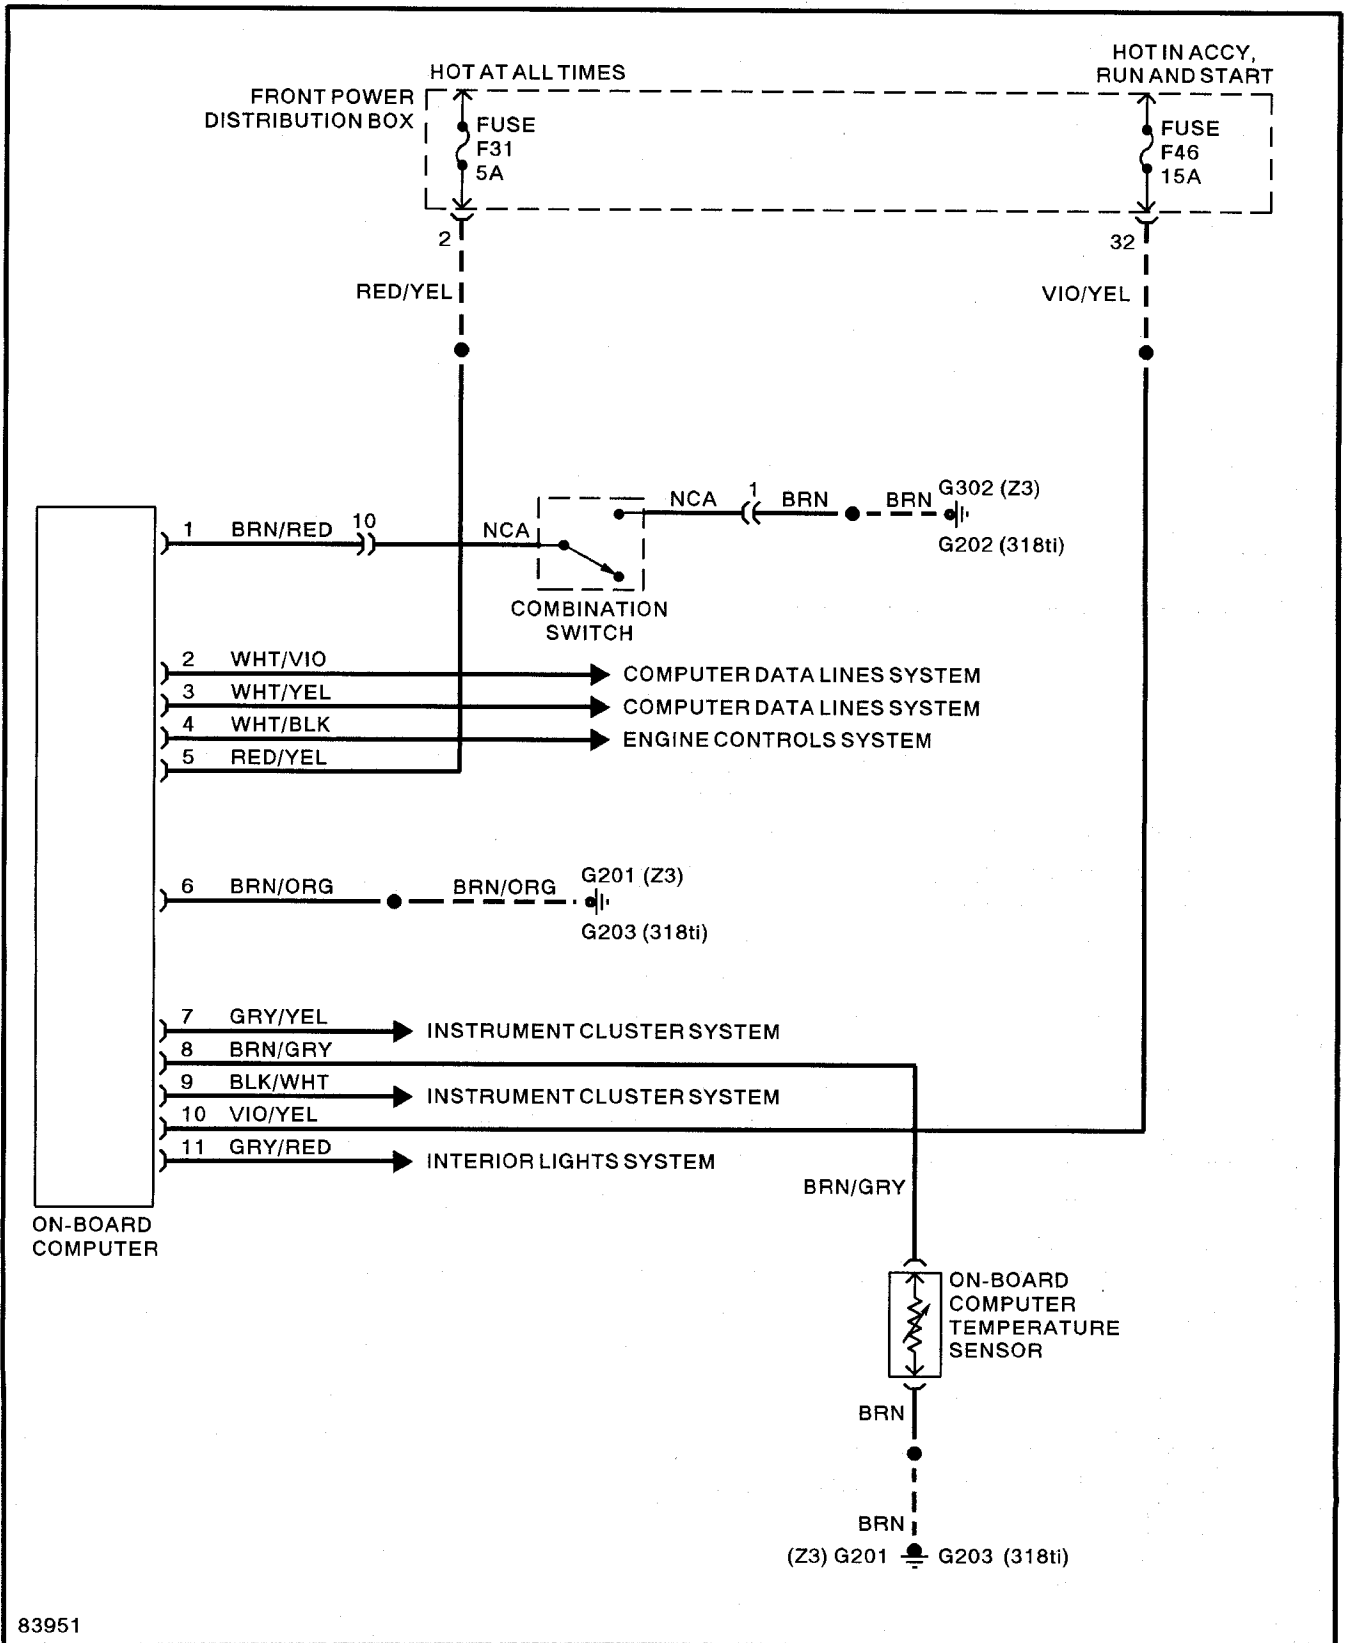 HOT AT ALL TIMES
HOT IN ACCY,
RUN AND START
FRONT POWER
DISTRIBUTION BOX
FUSE
F31
5A
FUSE
F46
15A
2
32
RED/YEL
VIO/YEL
1 BRN/RED 10 NCA
NCA 1 BRN BRN G302 (Z3)
G202 (318ti)
COMBINATION
SWITCH
2 WHT/VIO COMPUTER DATA LINES SYSTEM
3 WHT/YEL COMPUTER DATA LINES SYSTEM
4 WHT/BLK ENGINE CONTROLS SYSTEM
5 RED/YEL
6 BRN/ORG BRN/ORG G201 (Z3)
G203 (318ti)
7 GRY/YEL INSTRUMENT CLUSTER SYSTEM
8 BRN/GRY
9 BLK/WHT INSTRUMENT CLUSTER SYSTEM
10 VIO/YEL
11 GRY/RED INTERIOR LIGHTS SYSTEM
BRN/GRY
ON-BOARD
COMPUTER
ON-BOARD
COMPUTER
TEMPERATURE
SENSOR
BRN
BRN
(Z3) G201 G203 (318ti)
83951